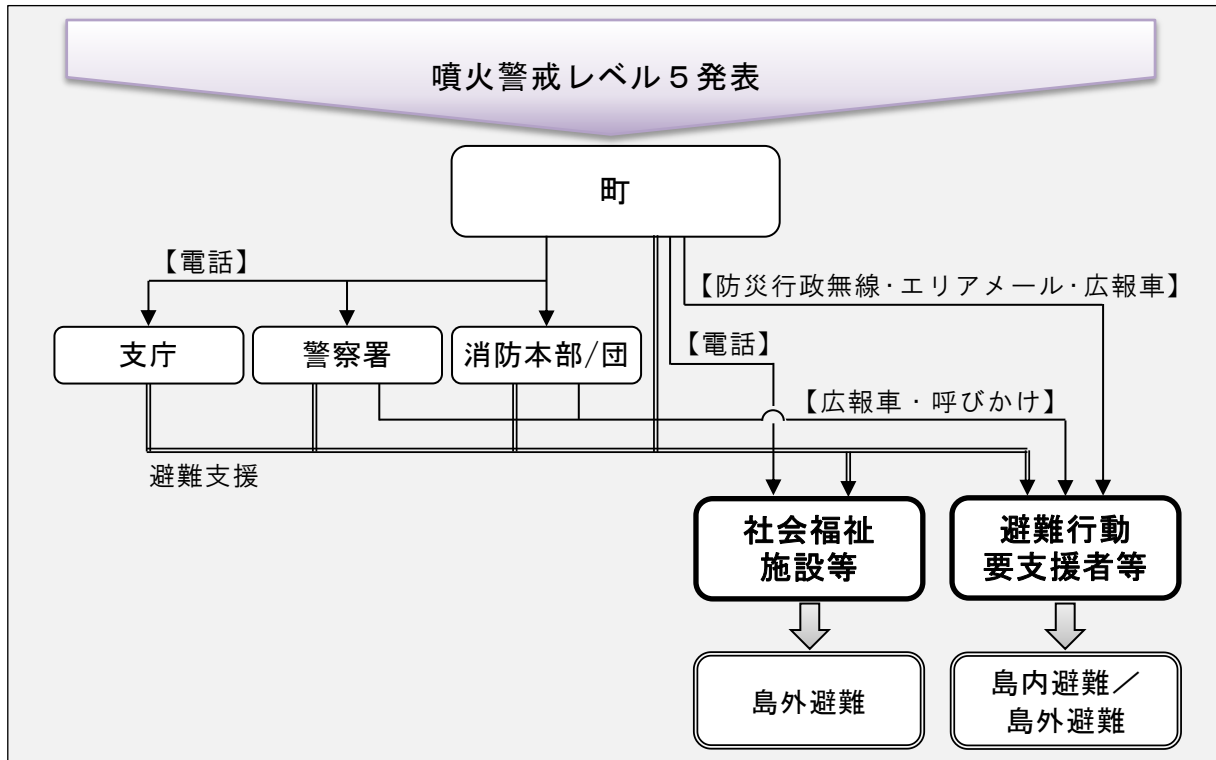 噴火警戒レベル５発表
町
【電話】
【防災行政無線･エリアメール･広報車】
支庁
警察署
消防本部/団
【電話】
【広報車・呼びかけ】
避難支援
社会福祉
施設等
避難行動
要支援者等
島外避難
島内避難／
島外避難